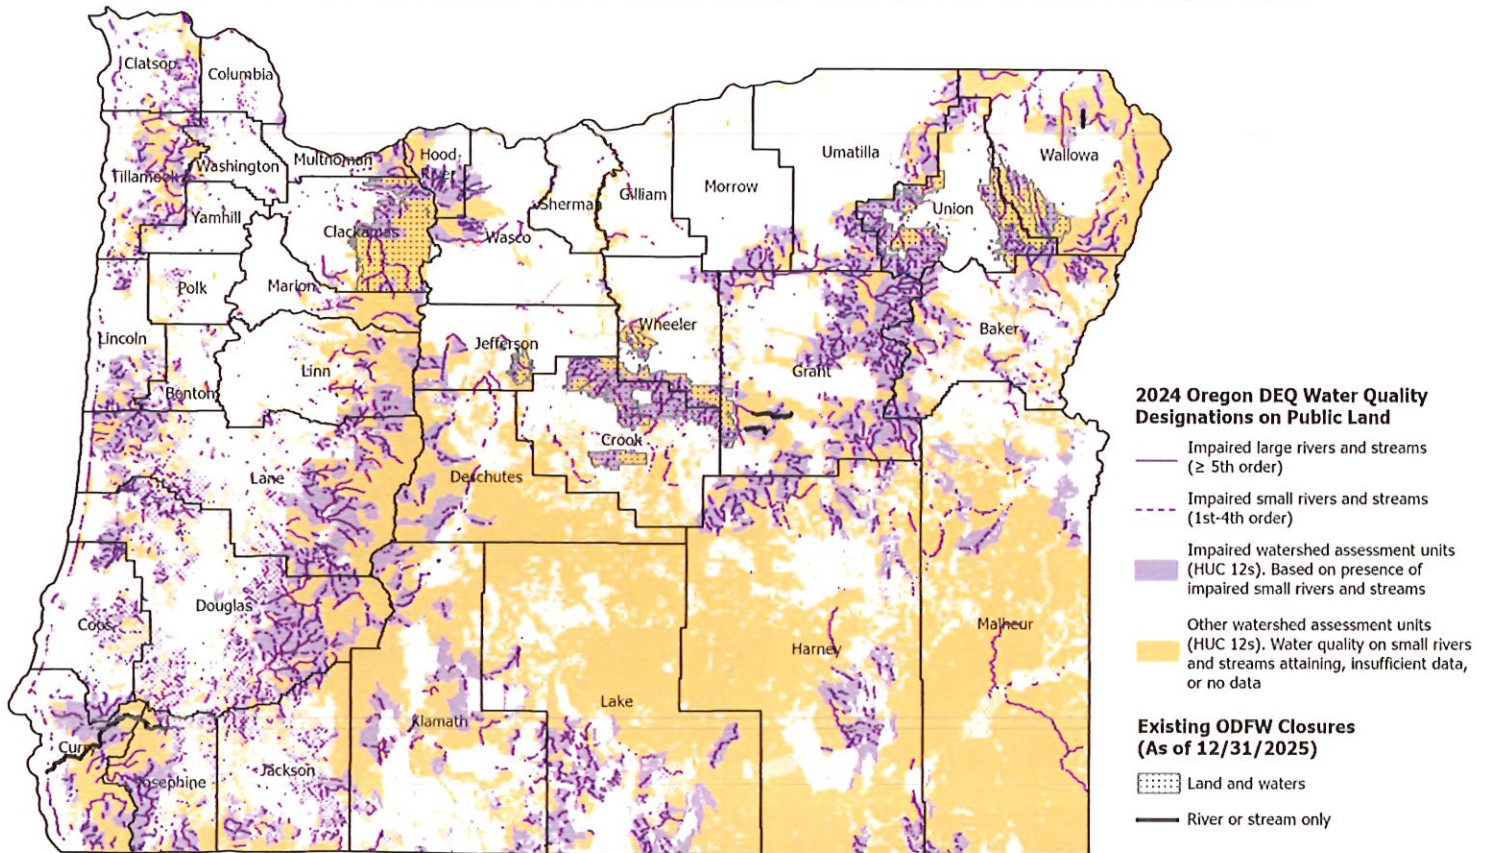 Clatsop
Columbia
Tillamook
Washington
Multnomah
Hood
River
Yamhill
Clackamas
Wasco
Sherman
Gilliam
Morrow
Umatilla
Union
Wallowa
Polk
Marion
Lincoln
Benton
Linn
Jefferson
Wheeler
Grant
Baker
Crook
Deschutes
Lane
Douglas
Coos
Curry
Josephine
Jackson
Klamath
Lake
Harney
Malheur
2024 Oregon DEQ Water Quality
Designations on Public Land
Impaired large rivers and streams
(≥ 5th order)
Impaired small rivers and streams
(1st-4th order)
Impaired watershed assessment units
(HUC 12s). Based on presence of
impaired small rivers and streams
Other watershed assessment units
(HUC 12s). Water quality on small rivers
and streams attaining, insufficient data,
or no data
Existing ODFW Closures
(As of 12/31/2025)
Land and waters
River or stream only